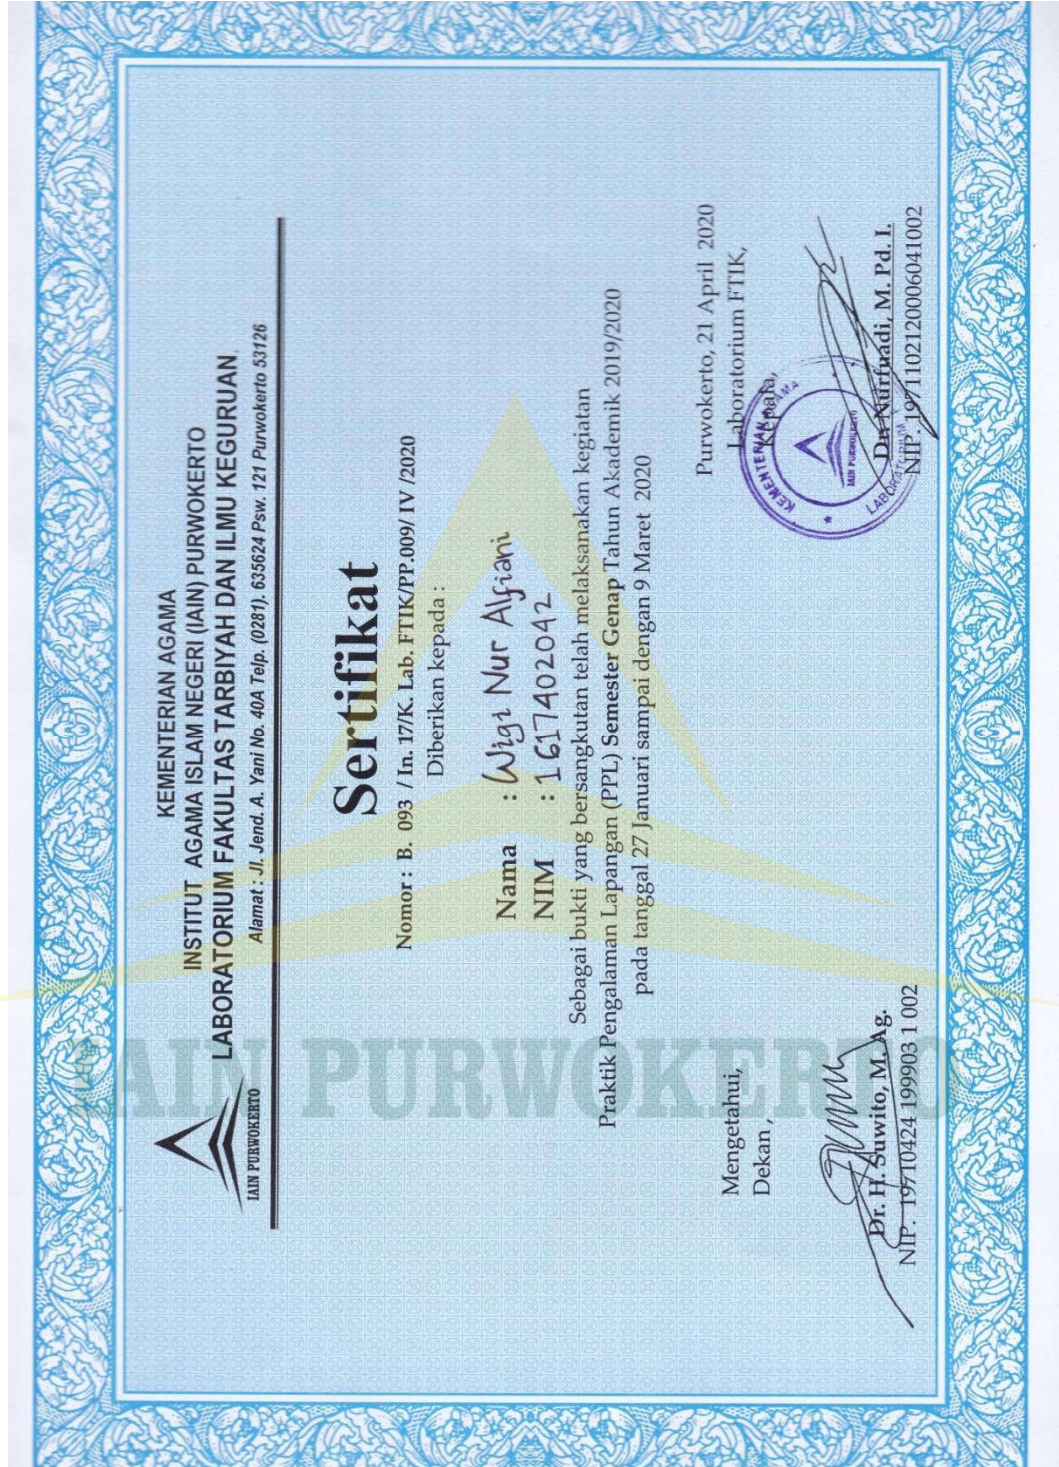 KEMENTERIAN AGAMA
INSTITUT AGAMA ISLAM NEGERI (IAIN) PURWOKERTO
LABORATORIUM FAKULTAS TARBIYAH DAN ILMU KEGURUAN
Alamat : Jl. Jend. A. Yani No. 40A Telp. (0281). 635624 Psw. 121 Purwokerto 53126
IAIN PURWOKERTO
Sertifikat
Nomor : B. 093 / In. 17/K. Lab. FTIK/PP.009/ IV /2020
Diberikan kepada :
Nama : Wigi Nur Alfiani
NIM : 1617402042
Sebagai bukti yang bersangkutan telah melaksanakan kegiatan
Praktik Pengalaman Lapangan (PPL) Semester Genap Tahun Akademik 2019/2020
pada tanggal 27 Januari sampai dengan 9 Maret 2020
Purwokerto, 21 April 2020
Laboratorium FTIK,
Kepala,
Mengetahui,
Dekan ,
KEMENTERIAN AGAMA
IAIN PURWOKERTO
LABORATORIUM
Dr. H. Suwito, M. Ag.
NIP. 19710424 199903 1 002
Dr. Nurfuadi, M. Pd. I.
NIP. 197110212006041002
IAIN PURWOKERTO